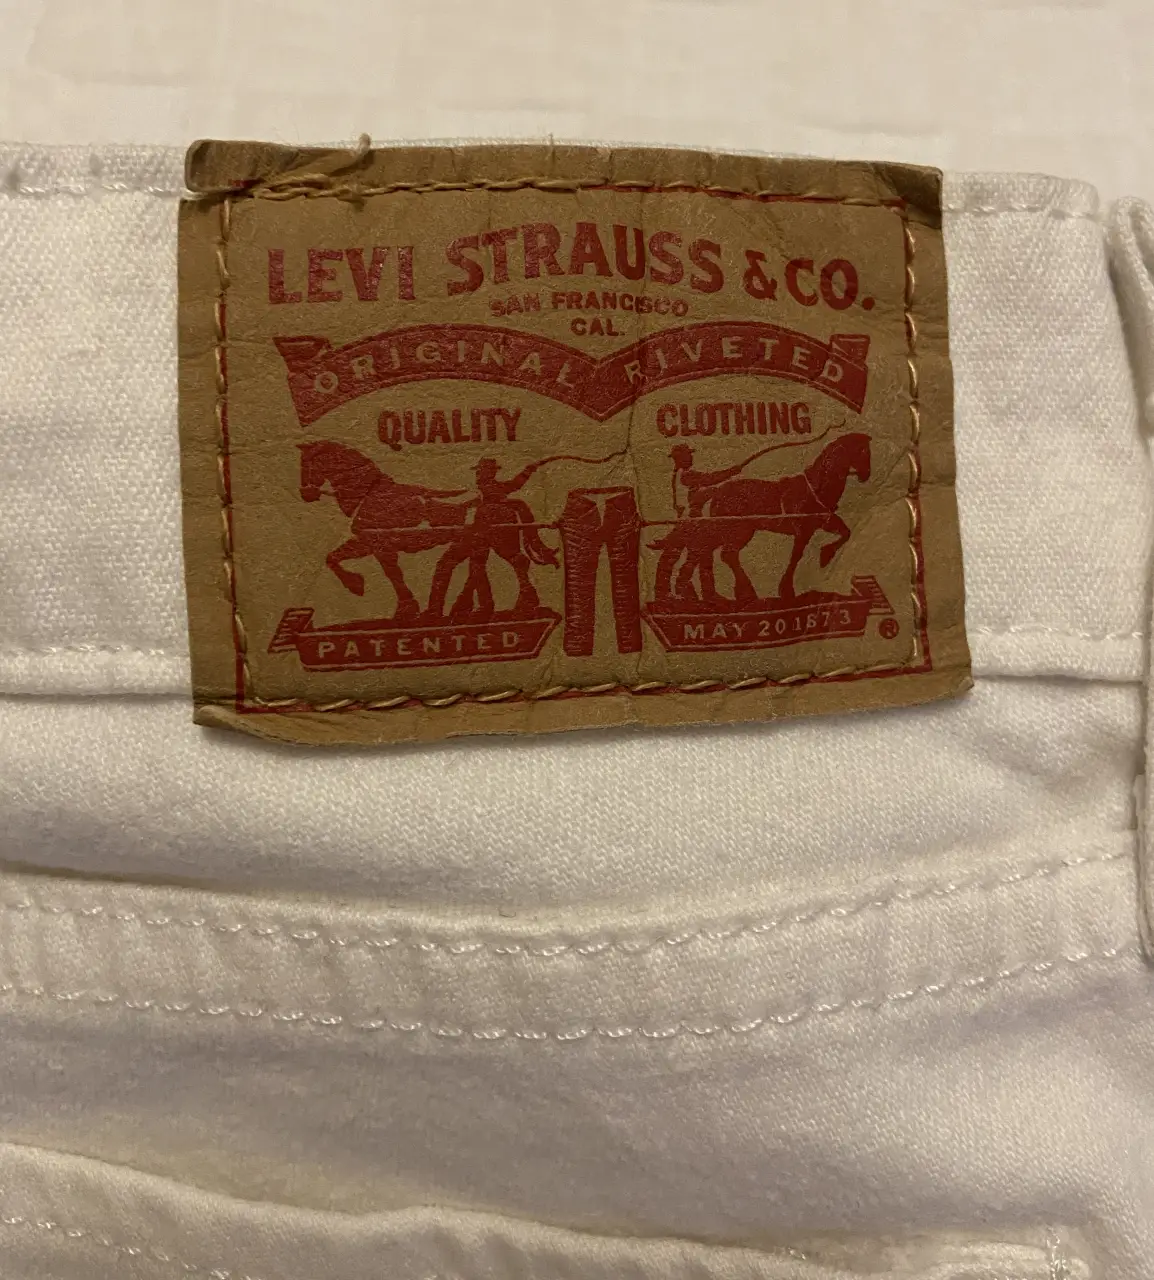 LEVI STRAUSS & CO.
SAN FRANCISCO
CAL.
ORIGINAL RIVETED
QUALITY CLOTHING
PATENTED MAY 20 1873 ®